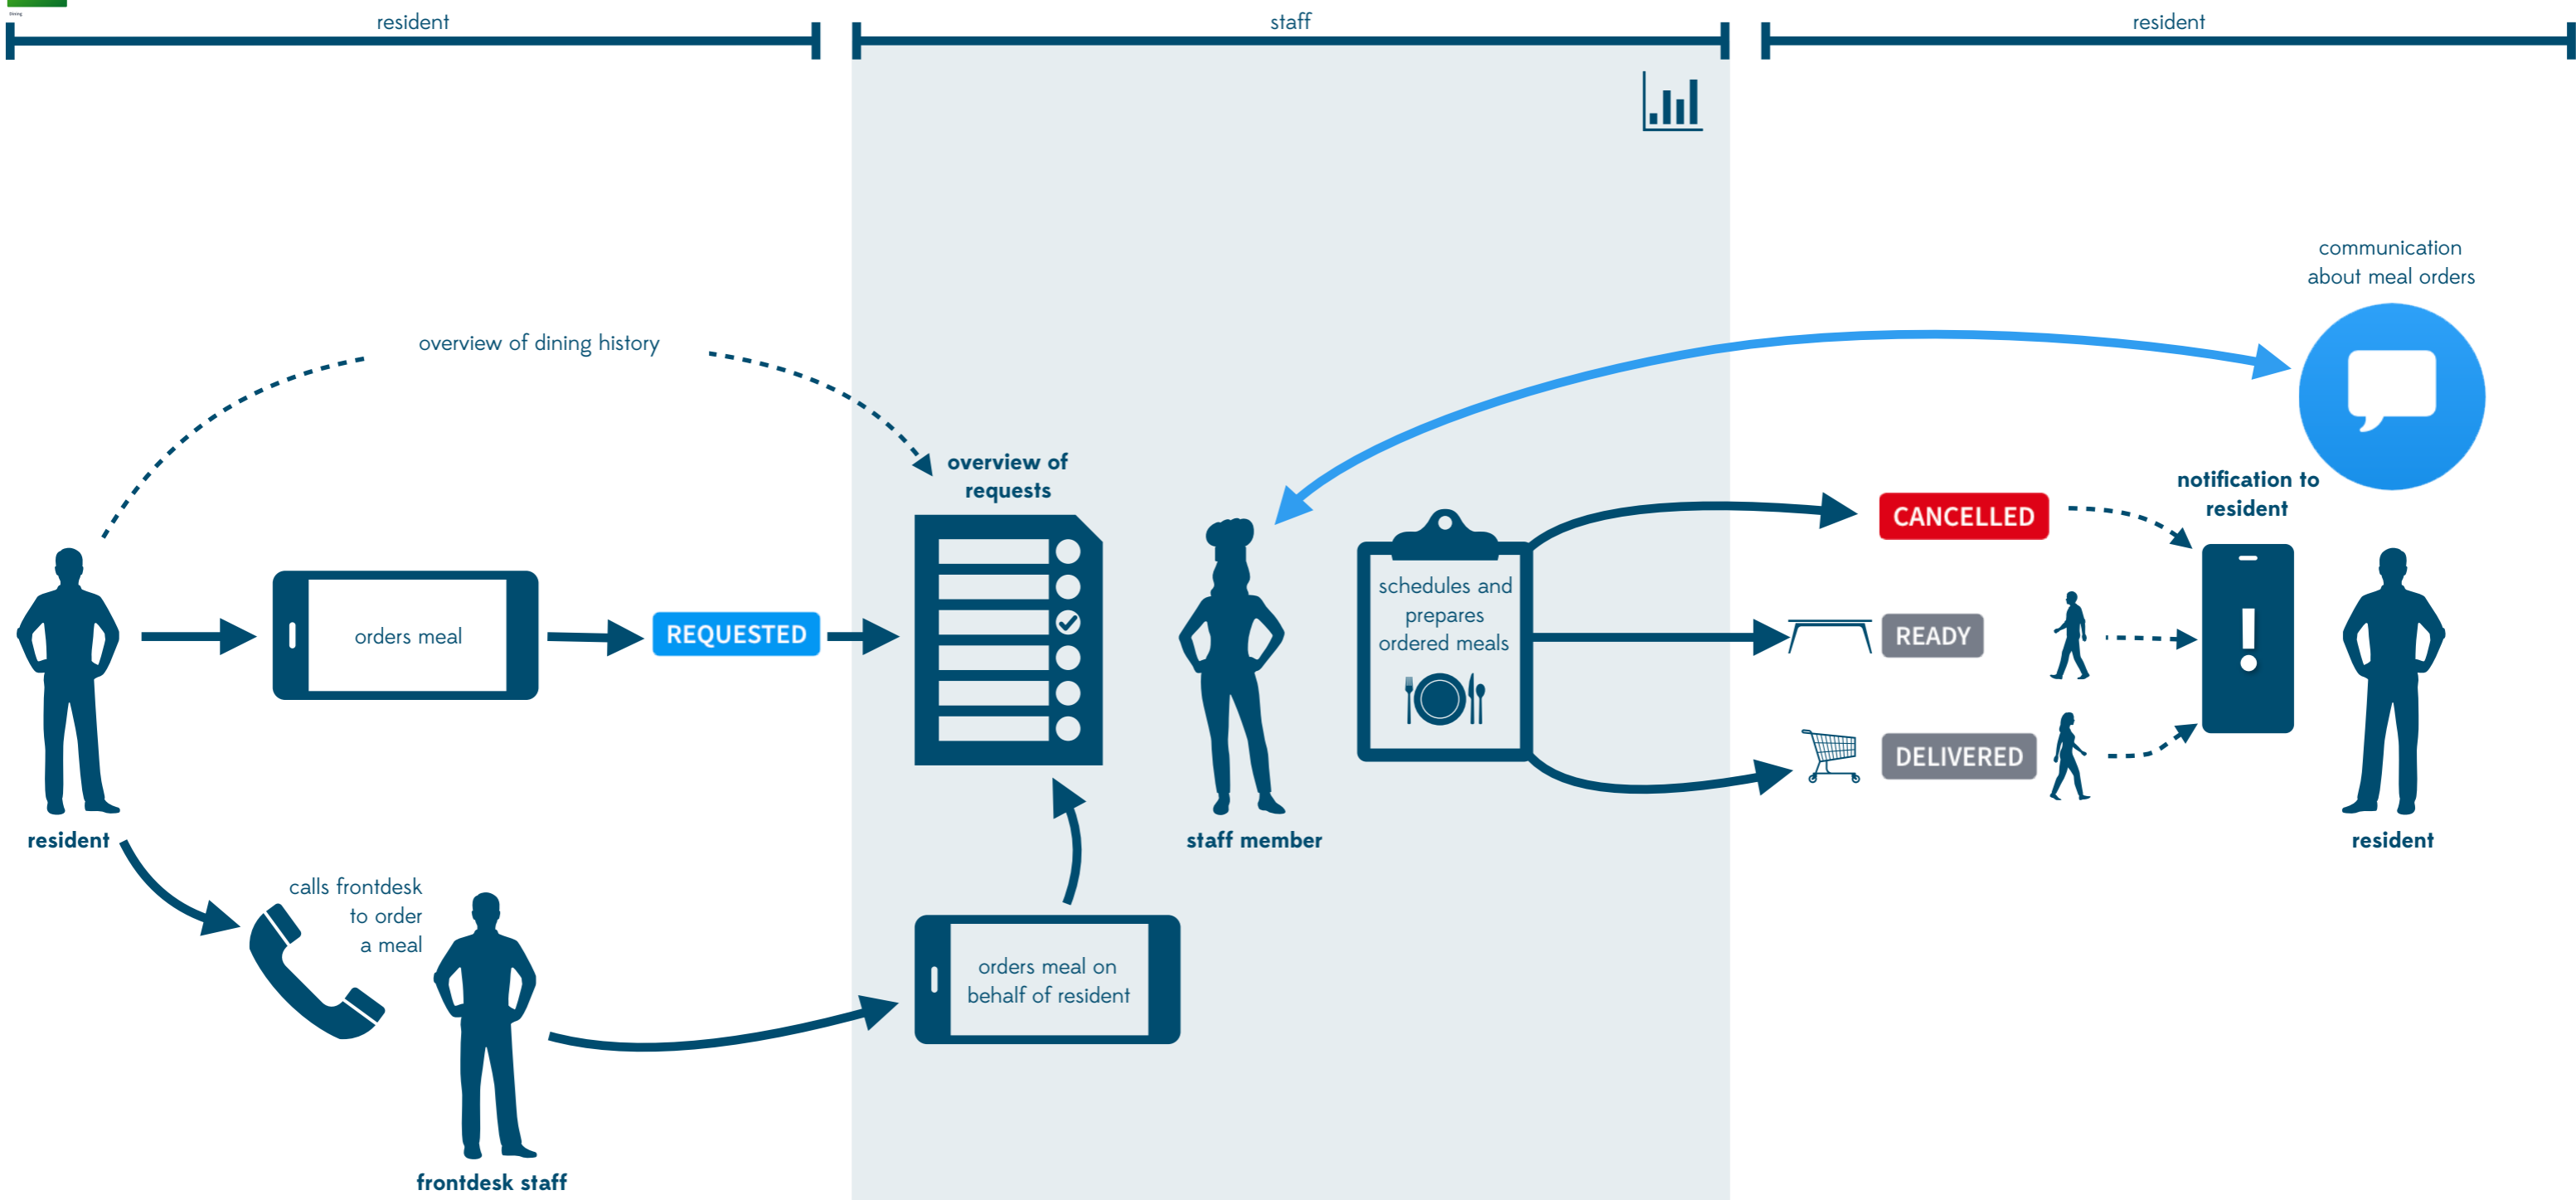 Dining
resident
staff
resident
communication
about meal orders
overview of dining history
overview of
requests
notification to
resident
CANCELLED
schedules and
prepares
ordered meals
orders meal
REQUESTED
READY
DELIVERED
resident
staff member
resident
calls frontdesk
to order
a meal
orders meal on
behalf of resident
frontdesk staff